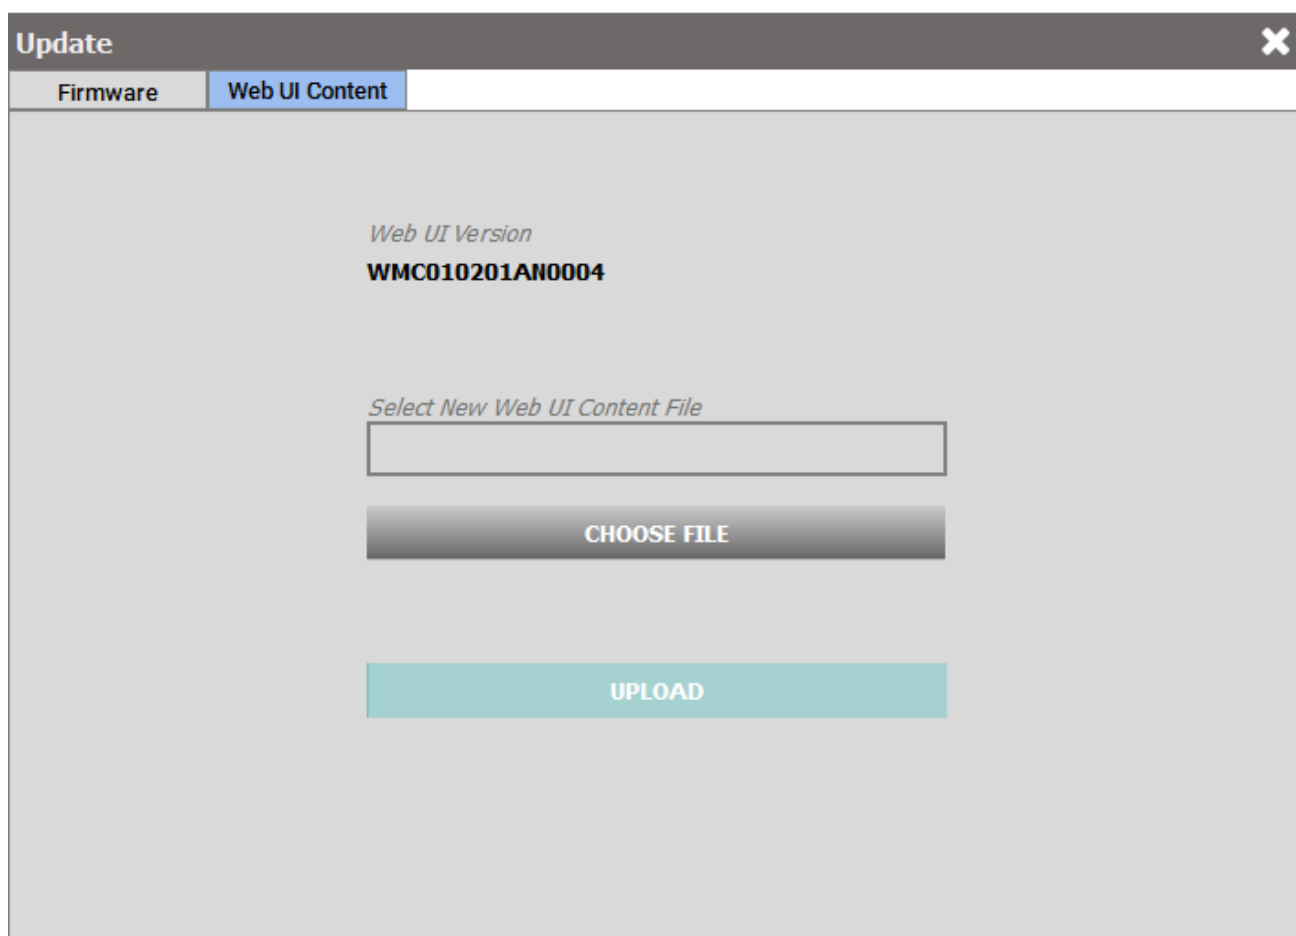 Update
Firmware
Web UI Content
Web UI Version
WMC010201AN0004
Select New Web UI Content File
CHOOSE FILE
UPLOAD